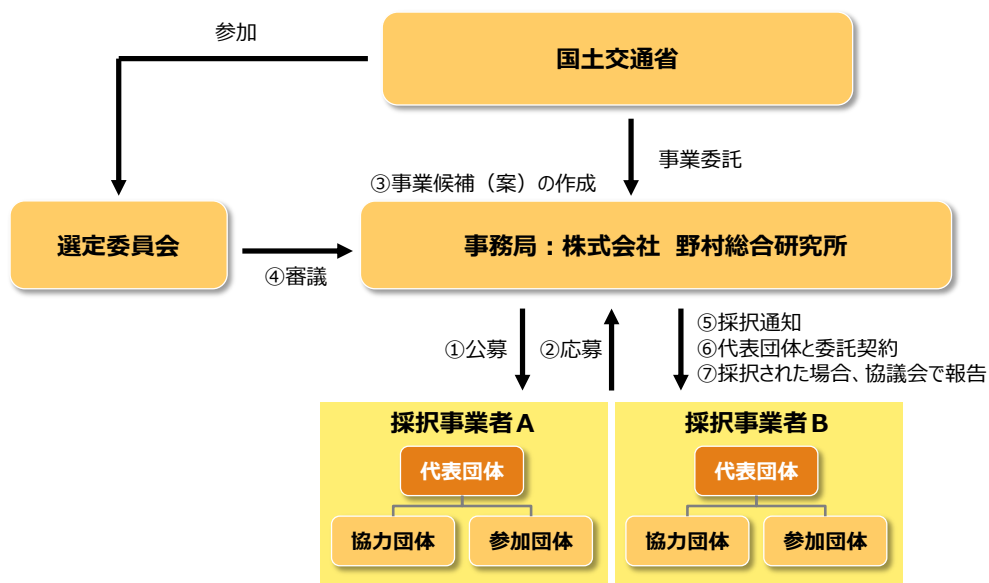 参加
国土交通省
事業委託
③事業候補（案）の作成
選定委員会
事務局：株式会社 野村総合研究所
④審議
①公募
②応募
⑤採択通知
⑥代表団体と委託契約
⑦採択された場合、協議会で報告
採択事業者A
代表団体
協力団体
参加団体
採択事業者B
代表団体
協力団体
参加団体